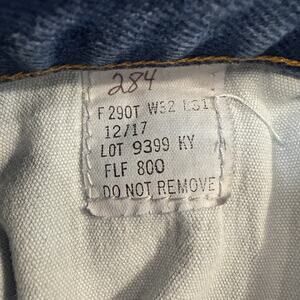 284
F 290T W32 L31
12/17
LOT 9399 KY
FLF 800
DO NOT REMOVE